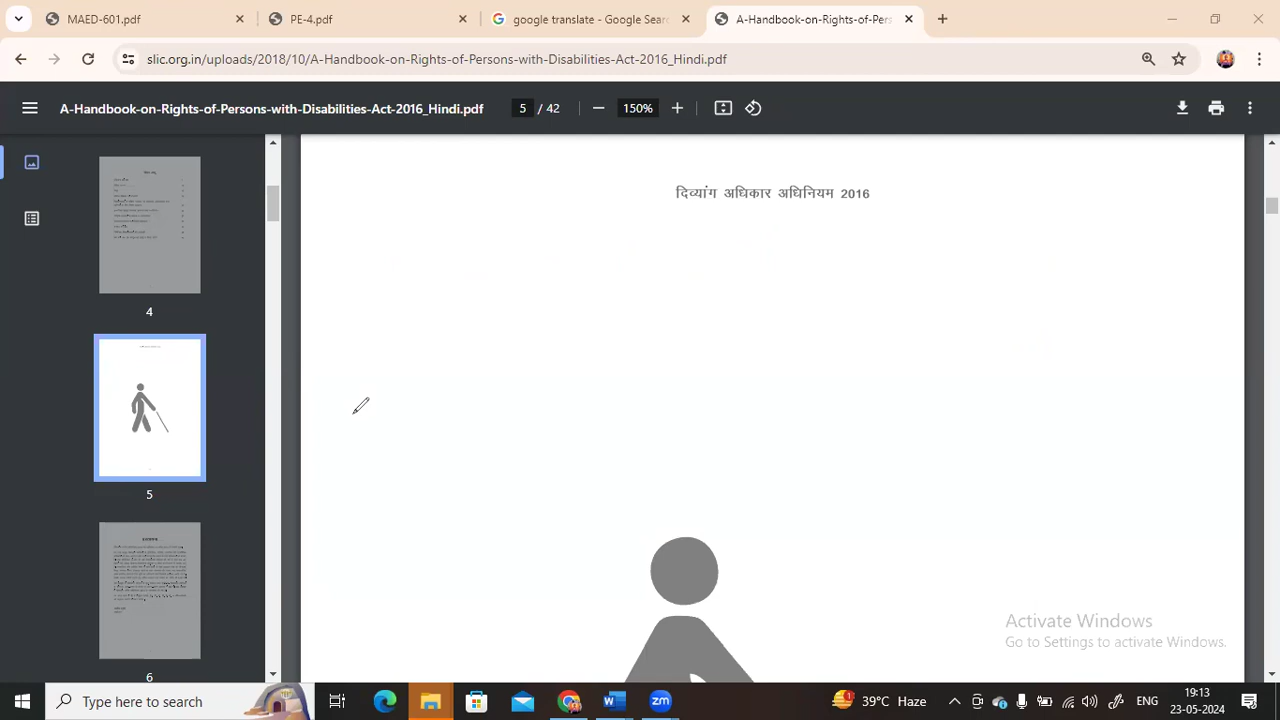 MAED-601.pdf
PE-4.pdf
google translate - Google Searc
A-Handbook-on-Rights-of-Pers
slic.org.in/uploads/2018/10/A-Handbook-on-Rights-of-Persons-with-Disabilities-Act-2016_Hindi.pdf
A-Handbook-on-Rights-of-Persons-with-Disabilities-Act-2016_Hindi.pdf
5 / 42
150%
4
5
6
दिव्यांग अधिकार अधिनियम 2016
Activate Windows
Go to Settings to activate Windows.
Type here to search
1
39°C Haze
ENG
19:13
23-05-2024